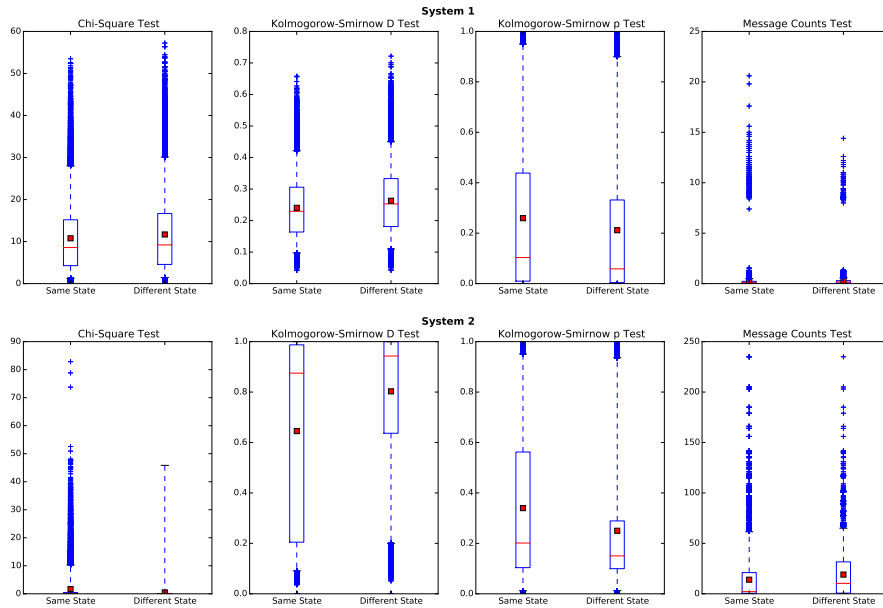 System 1
Chi-Square Test
Kolmogorow-Smirnow D Test
Kolmogorow-Smirnow p Test
Message Counts Test
60
50
40
30
20
10
0
Same State
Different State
0.8
0.7
0.6
0.5
0.4
0.3
0.2
0.1
0.0
Same State
Different State
1.0
0.8
0.6
0.4
0.2
0.0
Same State
Different State
25
20
15
10
5
0
Same State
Different State
System 2
Chi-Square Test
Kolmogorow-Smirnow D Test
Kolmogorow-Smirnow p Test
Message Counts Test
90
80
70
60
50
40
30
20
10
0
Same State
Different State
1.0
0.8
0.6
0.4
0.2
0.0
Same State
Different State
1.0
0.8
0.6
0.4
0.2
0.0
Same State
Different State
250
200
150
100
50
0
Same State
Different State